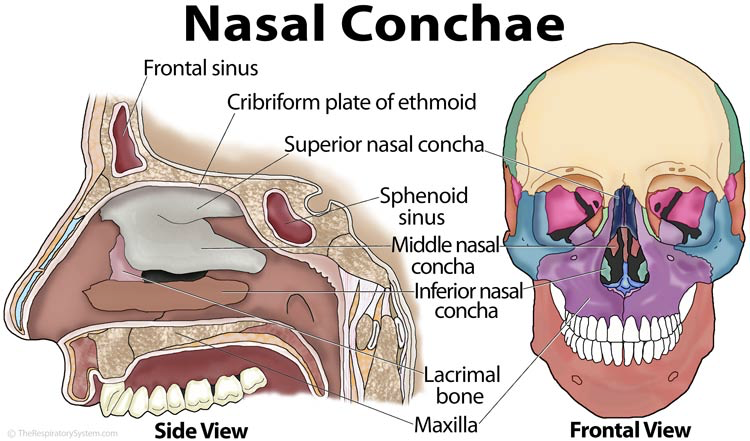 Nasal Conchae
Frontal sinus
Cribriform plate of ethmoid
Superior nasal concha
Sphenoid
sinus
Middle nasal
concha
Inferior nasal
concha
Lacrimal
bone
Maxilla
Side View
Frontal View
© TheRespiratorySystem.com